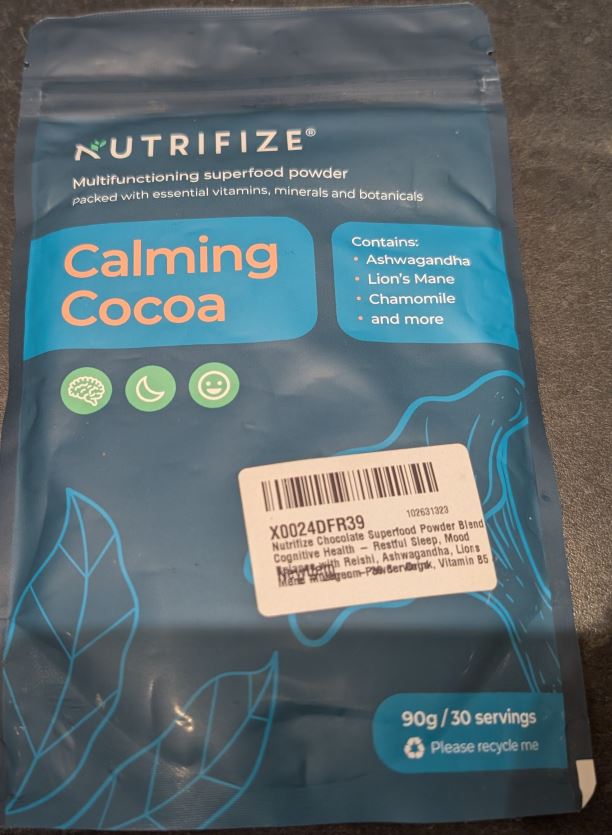 NUTRIFIZE®
Multifunctioning superfood powder
packed with essential vitamins, minerals and botanicals
Calming
Cocoa
Contains:
• Ashwagandha
• Lion's Mane
• Chamomile
• and more
X0024DFR39
102631323
Nutrifize Chocolate Superfood Powder Blend
Cognitive Health – Restful Sleep, Mood
with Reishi, Ashwagandha, Lions
Vitamin B5
90g / 30 servings
Please recycle me